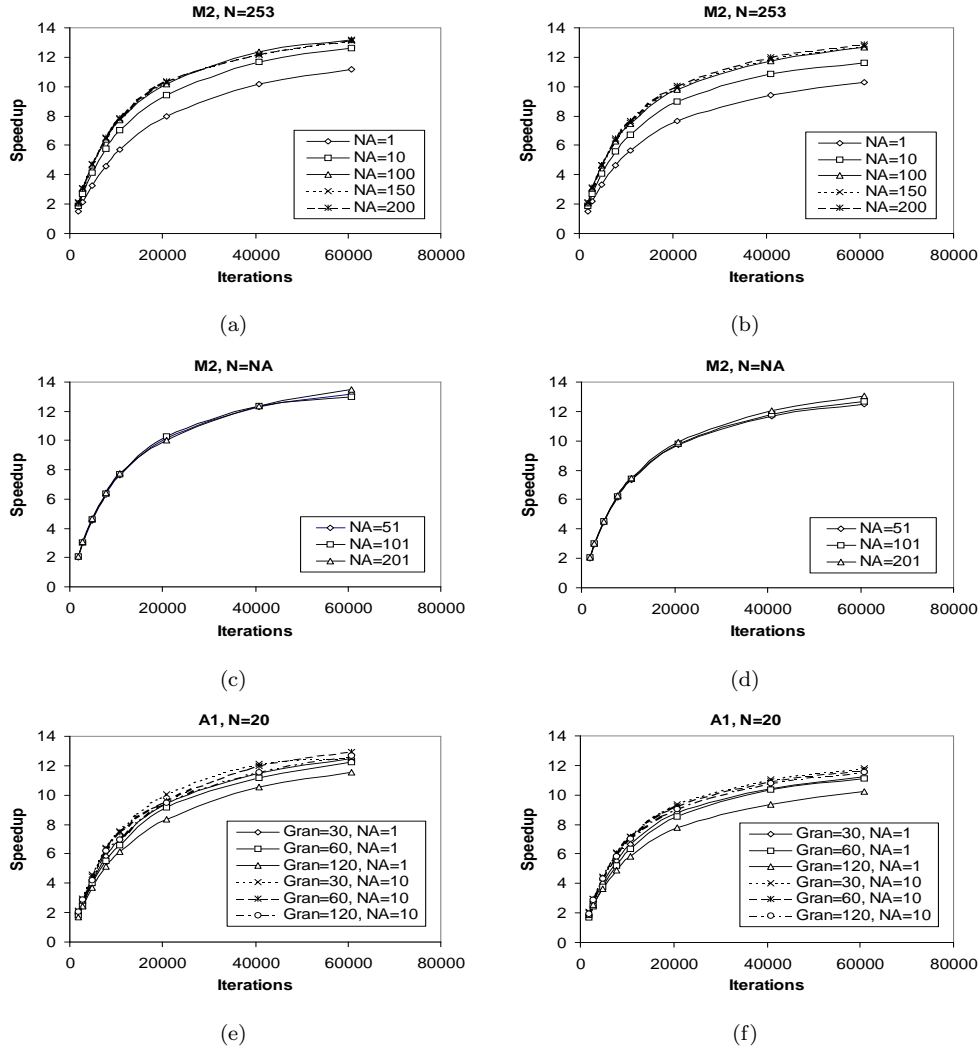 M2, N=253
14
12
10
8
6
4
2
0
Speedup
NA=1
NA=10
NA=100
NA=150
NA=200
0 20000 40000 60000 80000
Iterations
(a)
M2, N=253
14
12
10
8
6
4
2
0
Speedup
NA=1
NA=10
NA=100
NA=150
NA=200
0 20000 40000 60000 80000
Iterations
(b)
M2, N=NA
14
12
10
8
6
4
2
0
Speedup
NA=51
NA=101
NA=201
0 20000 40000 60000 80000
Iterations
(c)
M2, N=NA
14
12
10
8
6
4
2
0
Speedup
NA=51
NA=101
NA=201
0 20000 40000 60000 80000
Iterations
(d)
A1, N=20
14
12
10
8
6
4
2
0
Speedup
Gran=30, NA=1
Gran=60, NA=1
Gran=120, NA=1
Gran=30, NA=10
Gran=60, NA=10
Gran=120, NA=10
0 20000 40000 60000 80000
Iterations
(e)
A1, N=20
14
12
10
8
6
4
2
0
Speedup
Gran=30, NA=1
Gran=60, NA=1
Gran=120, NA=1
Gran=30, NA=10
Gran=60, NA=10
Gran=120, NA=10
0 20000 40000 60000 80000
Iterations
(f)